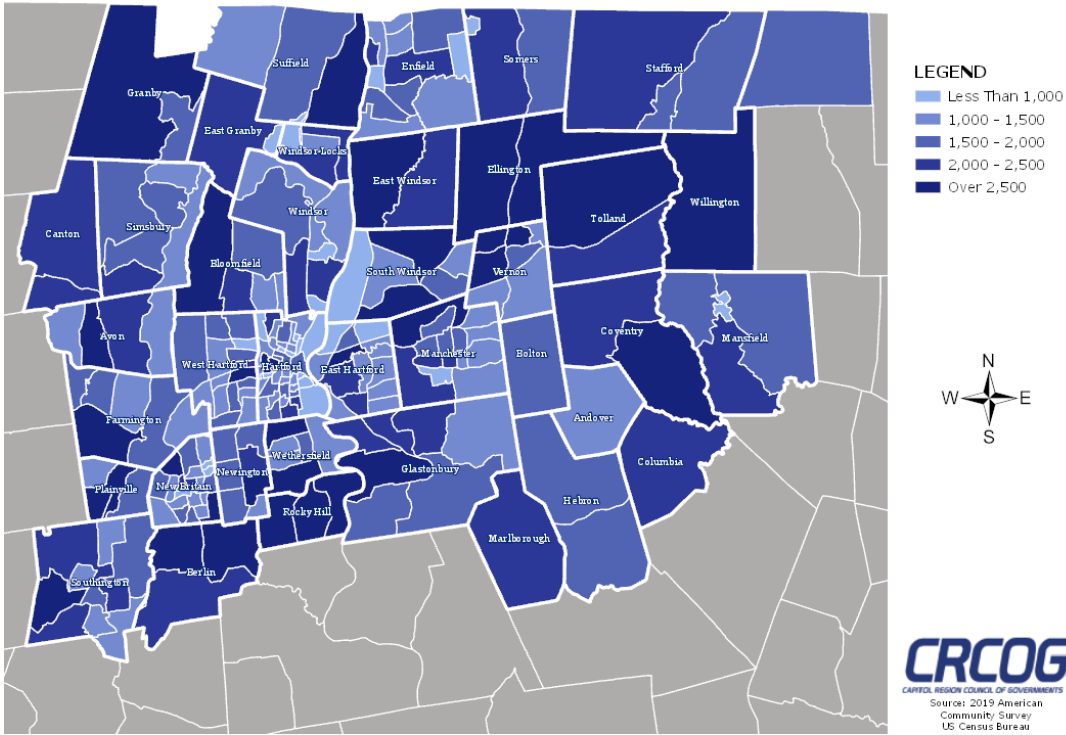 Granby
Suffield
Enfield
Somers
Stafford
East Granby
Windsor Locks
East Windsor
Ellington
Willington
Tolland
Canton
Simsbury
Windsor
Bloomfield
South Windsor
Vernon
Avon
West Hartford
Hartford
East Hartford
Manchester
Bolton
Coventry
Mansfield
Farmington
Andover
Wethersfield
Columbia
Plainville
New Britain
Newington
Glastonbury
Hebron
Rocky Hill
Marlborough
Southington
Berlin
LEGEND
Less Than 1,000
1,000 - 1,500
1,500 - 2,000
2,000 - 2,500
Over 2,500
N
W E
S
CRCOG
CAPITOL REGION COUNCIL OF GOVERNMENTS
Source: 2019 American
Community Survey
US Census Bureau